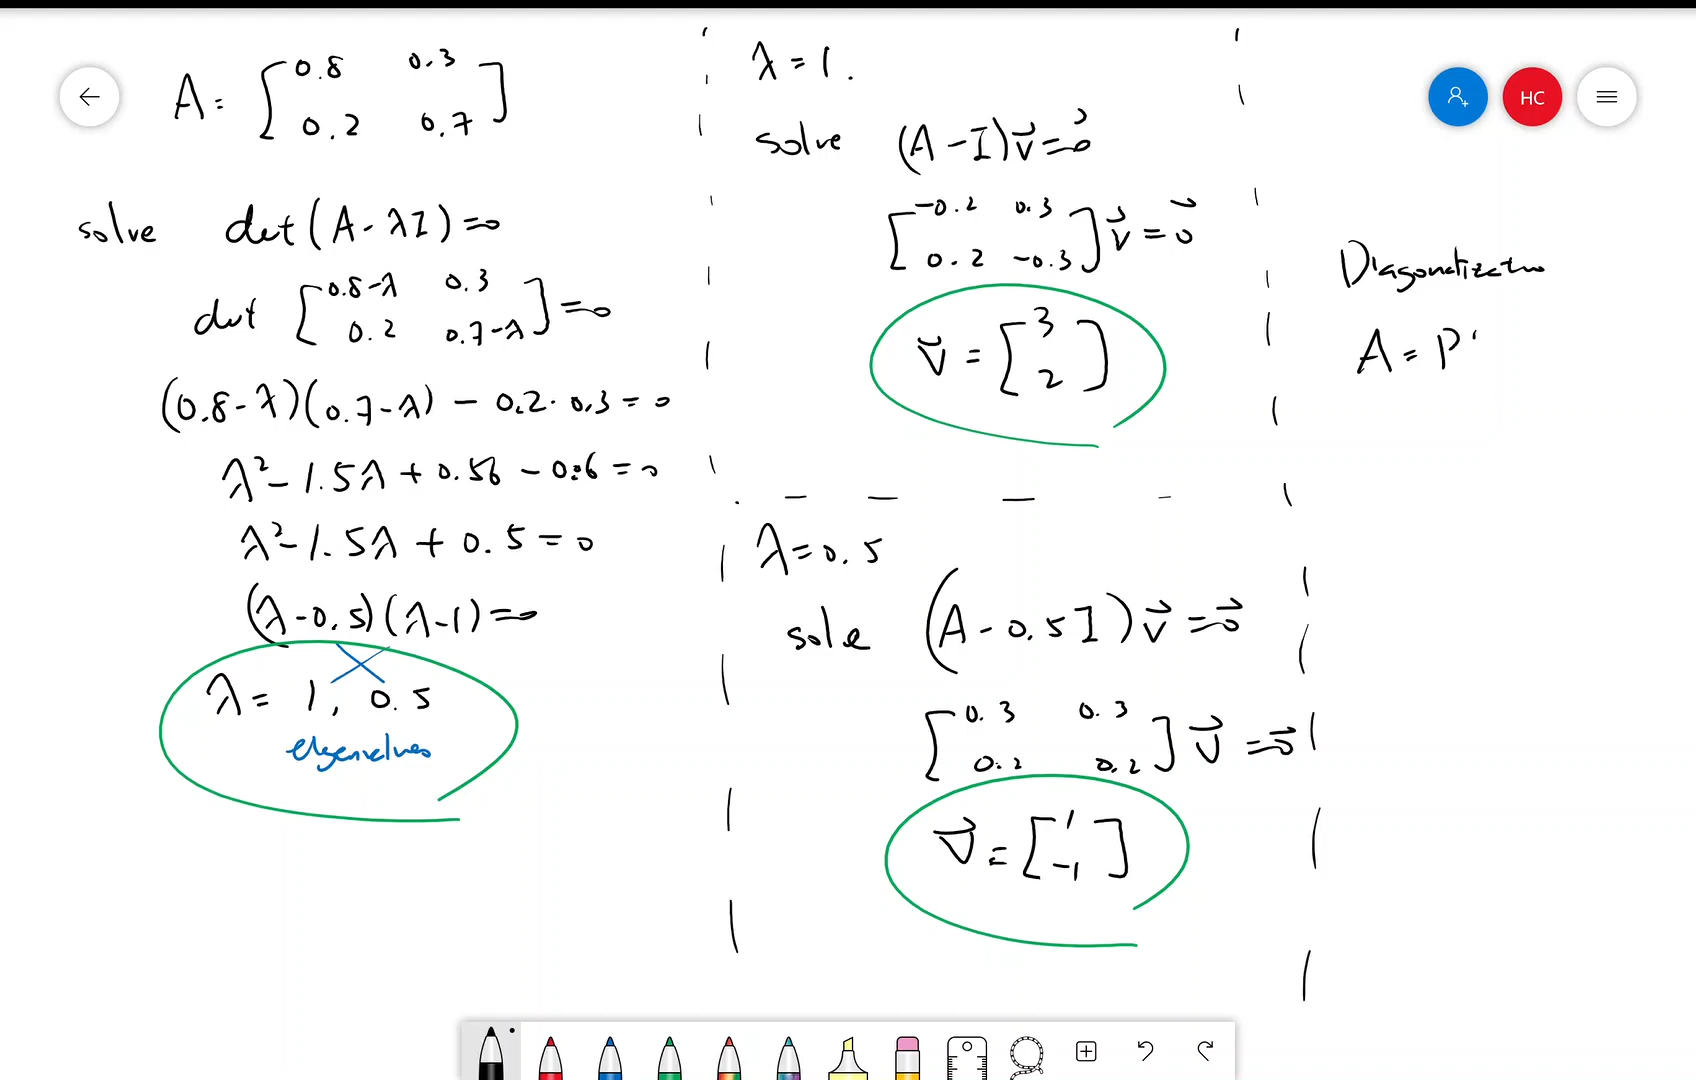 A = [0.8 0.3
0.2 0.7]
solve det(A - λI) = 0
det [0.8-λ 0.3
0.2 0.7-λ] = 0
(0.8-λ)(0.7-λ) - 0.2 · 0.3 = 0
λ² - 1.5λ + 0.56 - 0.06 = 0
λ² - 1.5λ + 0.5 = 0
(λ - 0.5)(λ - 1) = 0
λ = 1, 0.5
eigenvalues
λ = 1.
solve (A - I)v⃗ = 0⃗
[-0.2 0.3
0.2 -0.3] v⃗ = 0⃗
v⃗ = [3
2]
λ = 0.5
sole (A - 0.5I)v⃗ = 0⃗
[0.3 0.3
0.2 0.2] v⃗ = 0⃗
v⃗ = [1
-1]
Diagonalization
A = P
HC